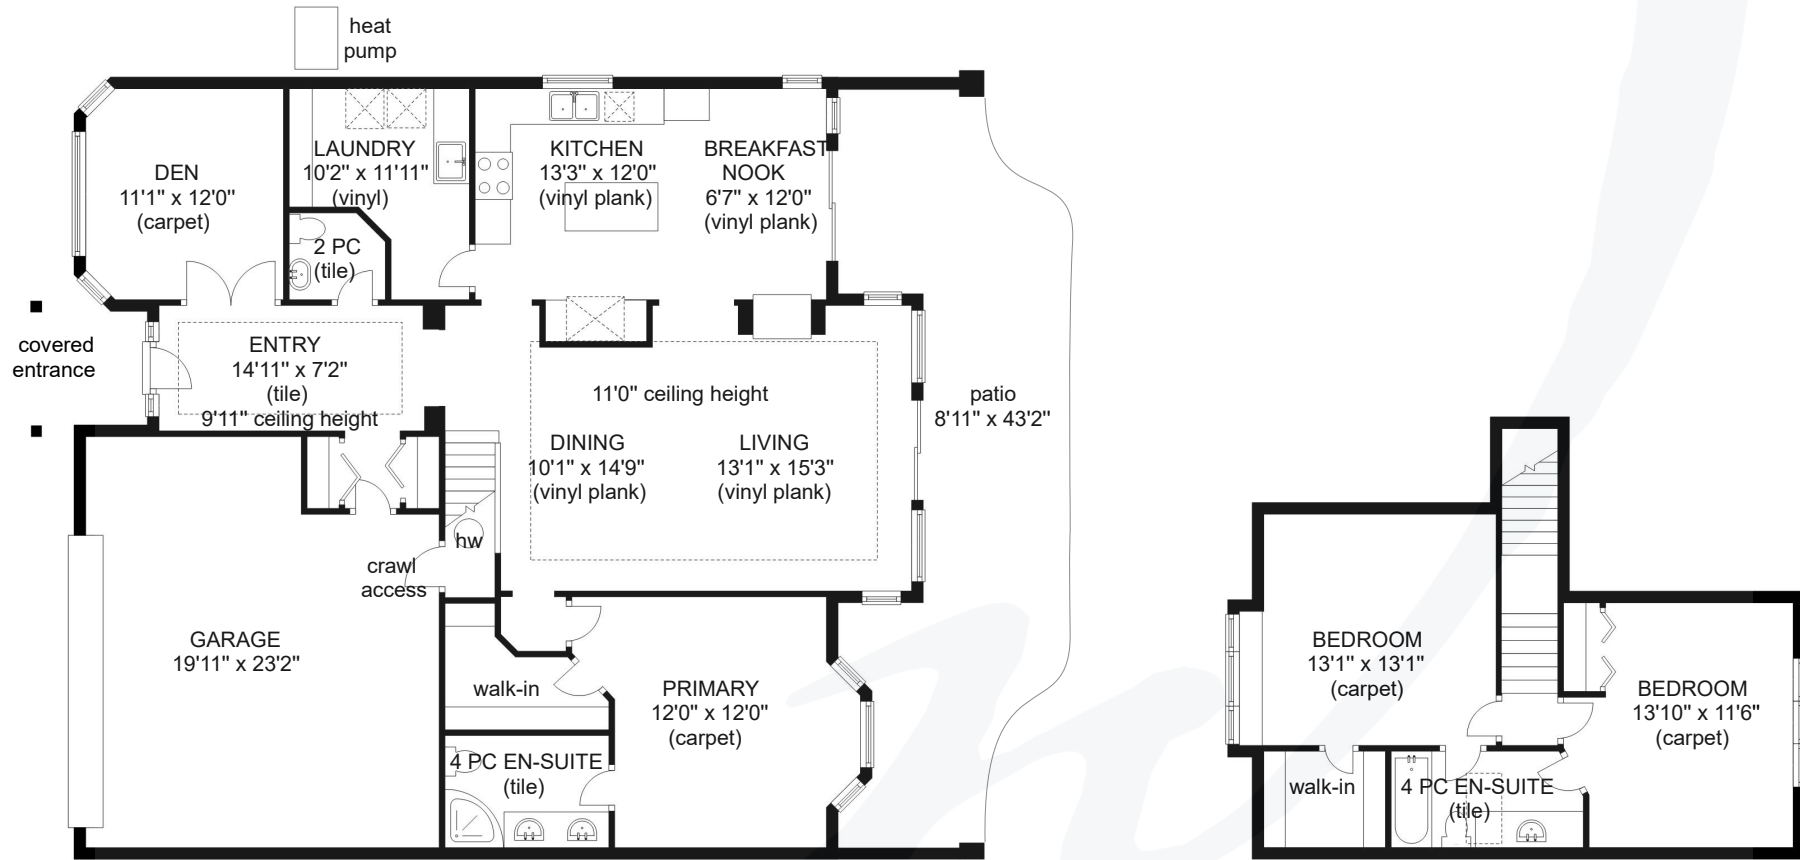 heat
pump
DEN
11'1" x 12'0"
(carpet)
LAUNDRY
10'2" x 11'11"
(vinyl)
2 PC
(tile)
KITCHEN
13'3" x 12'0"
(vinyl plank)
BREAKFAST
NOOK
6'7" x 12'0"
(vinyl plank)
covered
entrance
ENTRY
14'11" x 7'2"
(tile)
9'11" ceiling height
11'0" ceiling height
DINING
10'1" x 14'9"
(vinyl plank)
LIVING
13'1" x 15'3"
(vinyl plank)
patio
8'11" x 43'2"
hw
crawl
access
GARAGE
19'11" x 23'2"
walk-in
PRIMARY
12'0" x 12'0"
(carpet)
4 PC EN-SUITE
(tile)
BEDROOM
13'1" x 13'1"
(carpet)
BEDROOM
13'10" x 11'6"
(carpet)
walk-in
4 PC EN-SUITE
(tile)